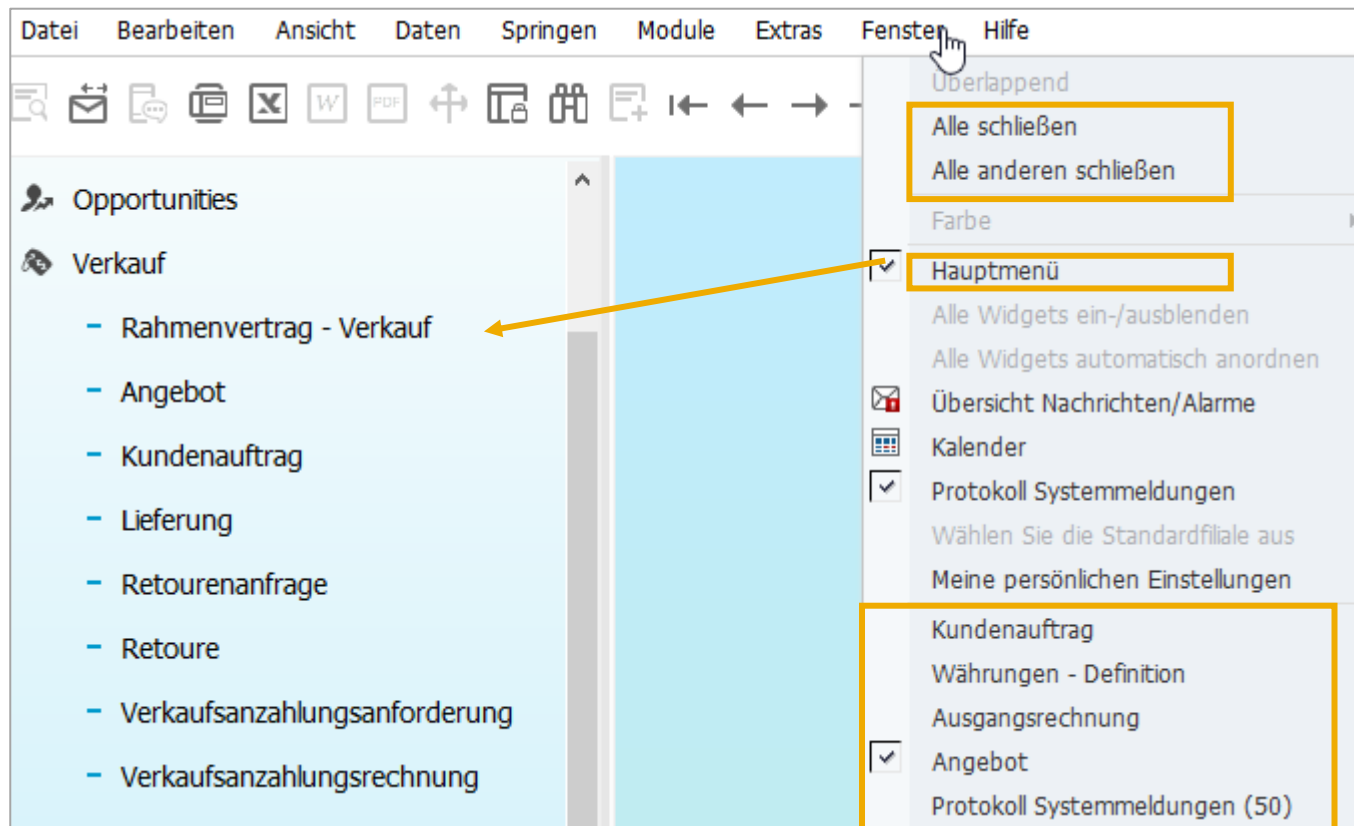 Datei Bearbeiten Ansicht Daten Springen Module Extras Fenster Hilfe
W PDF
Opportunities
Verkauf
- Rahmenvertrag - Verkauf
- Angebot
- Kundenauftrag
- Lieferung
- Retourenanfrage
- Retoure
- Verkaufsanzahlungsanforderung
- Verkaufsanzahlungsrechnung
Überlappend
Alle schließen
Alle anderen schließen
Farbe
Hauptmenü
Alle Widgets ein-/ausblenden
Alle Widgets automatisch anordnen
Übersicht Nachrichten/Alarme
Kalender
Protokoll Systemmeldungen
Wählen Sie die Standardfiliale aus
Meine persönlichen Einstellungen
Kundenauftrag
Währungen - Definition
Ausgangsrechnung
Angebot
Protokoll Systemmeldungen (50)